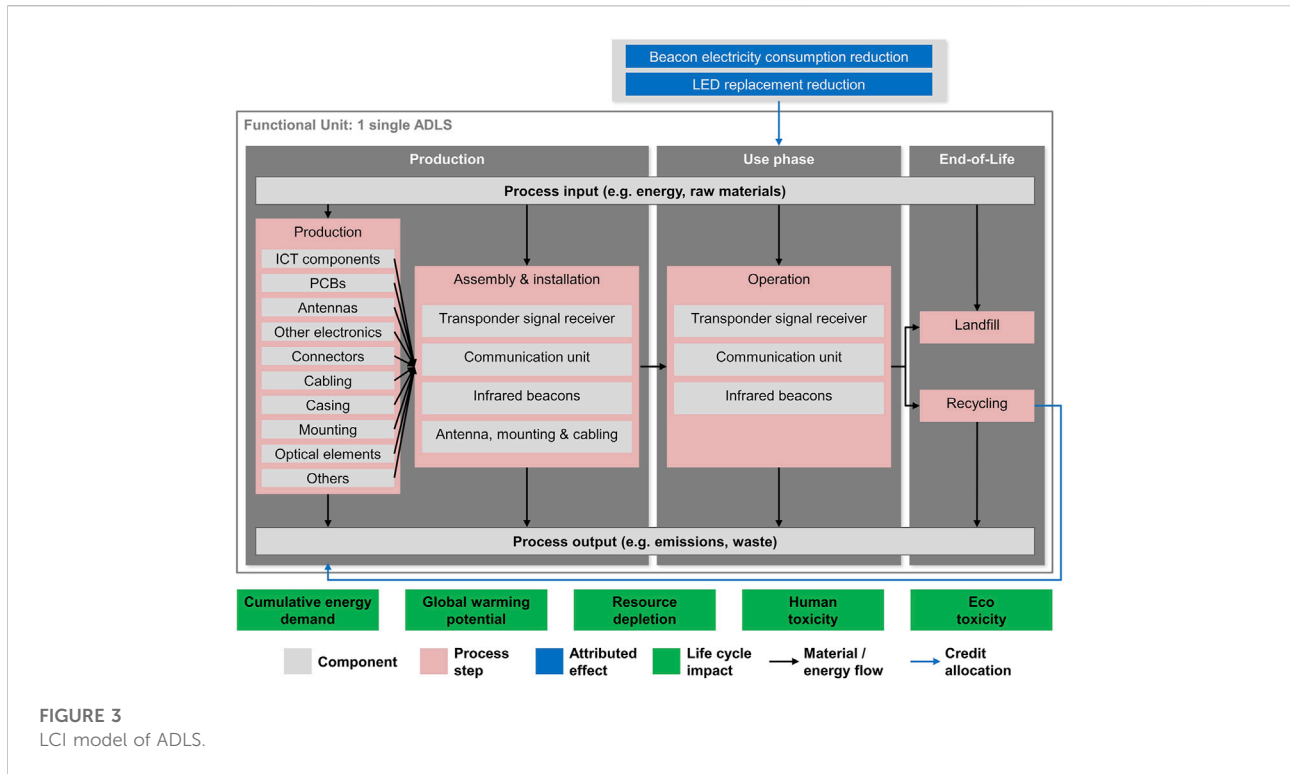 Beacon electricity consumption reduction
LED replacement reduction
Functional Unit: 1 single ADLS
Production
Use phase
End-of-Life
Process input (e.g. energy, raw materials)
Production
ICT components
PCBs
Antennas
Other electronics
Connectors
Cabling
Casing
Mounting
Optical elements
Others
Assembly & installation
Transponder signal receiver
Communication unit
Infrared beacons
Antenna, mounting & cabling
Operation
Transponder signal receiver
Communication unit
Infrared beacons
Landfill
Recycling
Process output (e.g. emissions, waste)
Cumulative energy
demand
Global warming
potential
Resource
depletion
Human
toxicity
Eco
toxicity
Component
Process
step
Attributed
effect
Life cycle
impact
Material /
energy flow
Credit
allocation
FIGURE 3
LCI model of ADLS.